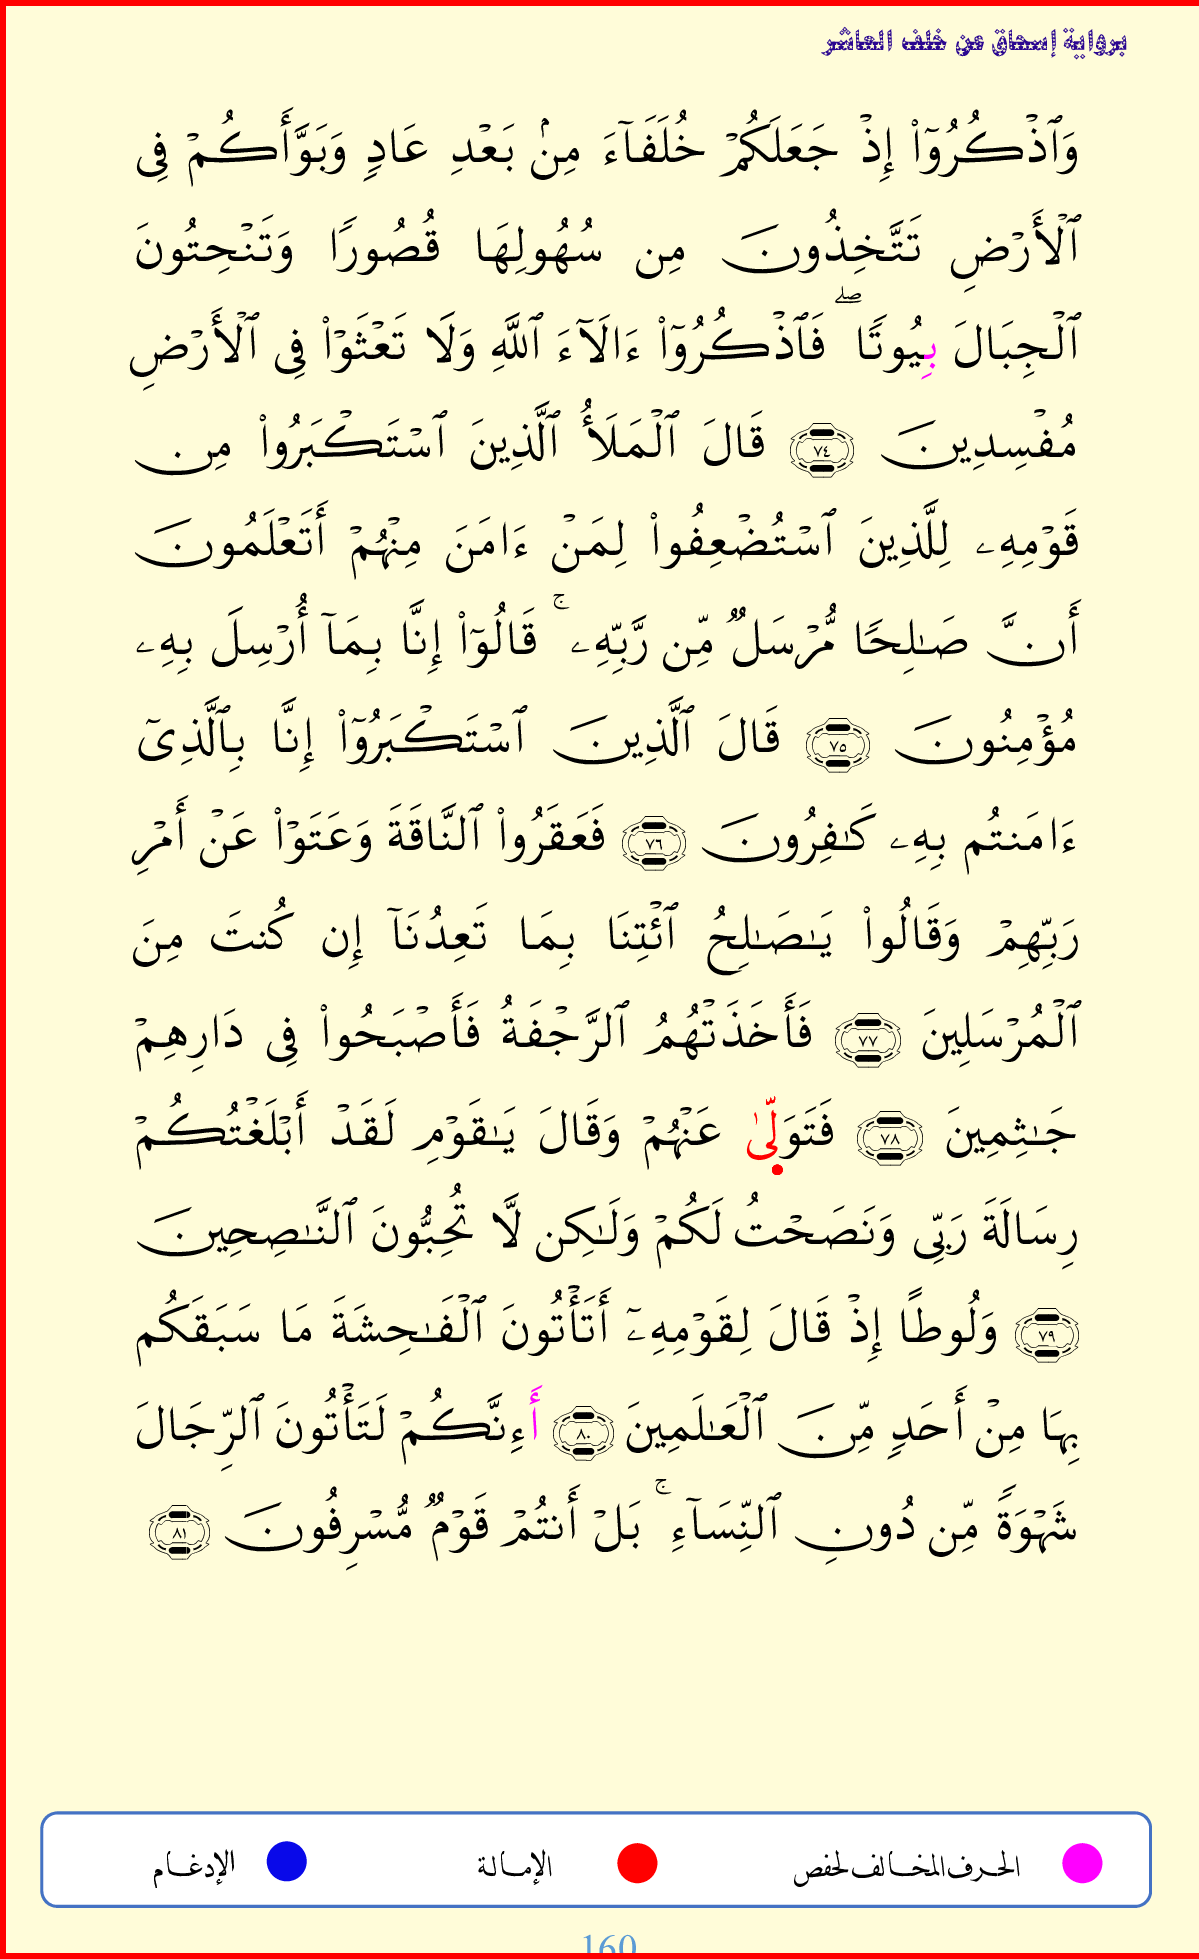 برواية إسحاق عن خلف العاشر
وَٱذۡكُرُوٓاْ إِذۡ جَعَلَكُمۡ خُلَفَآءَ مِنۢ بَعۡدِ عَادٖ وَبَوَّأَكُمۡ فِي
ٱلۡأَرۡضِ تَتَّخِذُونَ مِن سُهُولِهَا قُصُورٗا وَتَنۡحِتُونَ
ٱلۡجِبَالَ بِيُوتٗاۖ فَٱذۡكُرُوٓاْ ءَالَآءَ ٱللَّهِ وَلَا تَعۡثَوۡاْ فِي ٱلۡأَرۡضِ
مُفۡسِدِينَ ٧٤ قَالَ ٱلۡمَلَأُ ٱلَّذِينَ ٱسۡتَكۡبَرُواْ مِن
قَوۡمِهِۦ لِلَّذِينَ ٱسۡتُضۡعِفُواْ لِمَنۡ ءَامَنَ مِنۡهُمۡ أَتَعۡلَمُونَ
أَنَّ صَٰلِحٗا مُّرۡسَلٞ مِّن رَّبِّهِۦۚ قَالُوٓاْ إِنَّا بِمَآ أُرۡسِلَ بِهِۦ
مُؤۡمِنُونَ ٧٥ قَالَ ٱلَّذِينَ ٱسۡتَكۡبَرُوٓاْ إِنَّا بِٱلَّذِيٓ
ءَامَنتُم بِهِۦ كَٰفِرُونَ ٧٦ فَعَقَرُواْ ٱلنَّاقَةَ وَعَتَوۡاْ عَنۡ أَمۡرِ
رَبِّهِمۡ وَقَالُواْ يَٰصَٰلِحُ ٱئۡتِنَا بِمَا تَعِدُنَآ إِن كُنتَ مِنَ
ٱلۡمُرۡسَلِينَ ٧٧ فَأَخَذَتۡهُمُ ٱلرَّجۡفَةُ فَأَصۡبَحُواْ فِي دَارِهِمۡ
جَٰثِمِينَ ٧٨ فَتَوَلَّىٰ عَنۡهُمۡ وَقَالَ يَٰقَوۡمِ لَقَدۡ أَبۡلَغۡتُكُمۡ
رِسَالَةَ رَبِّي وَنَصَحۡتُ لَكُمۡ وَلَٰكِن لَّا تُحِبُّونَ ٱلنَّٰصِحِينَ
٧٩ وَلُوطًا إِذۡ قَالَ لِقَوۡمِهِۦٓ أَتَأۡتُونَ ٱلۡفَٰحِشَةَ مَا سَبَقَكُم
بِهَا مِنۡ أَحَدٖ مِّنَ ٱلۡعَٰلَمِينَ ٨٠ أَءِنَّكُمۡ لَتَأۡتُونَ ٱلرِّجَالَ
شَهۡوَةٗ مِّن دُونِ ٱلنِّسَآءِۚ بَلۡ أَنتُمۡ قَوۡمٞ مُّسۡرِفُونَ ٨١
الحرف المخالف لحفص الإمالة الإدغام
160